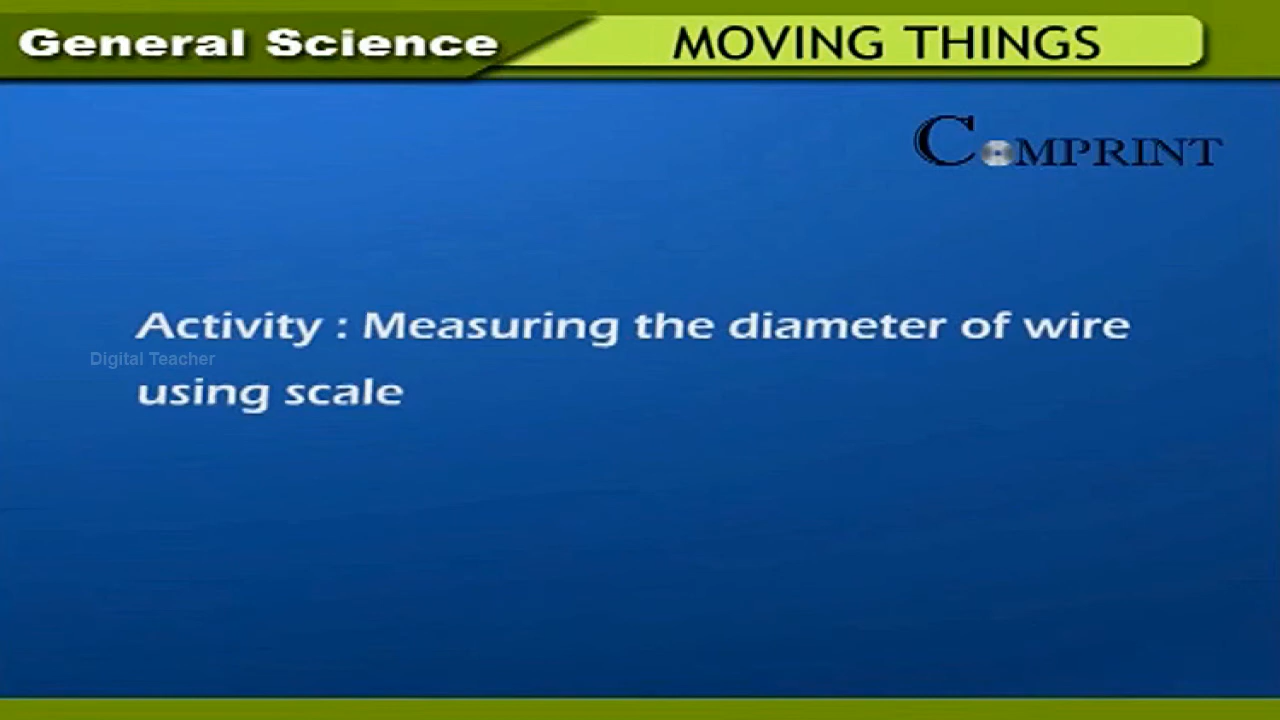 General Science
MOVING THINGS
COMPRINT
Activity : Measuring the diameter of wire
Digital Teacher
using scale